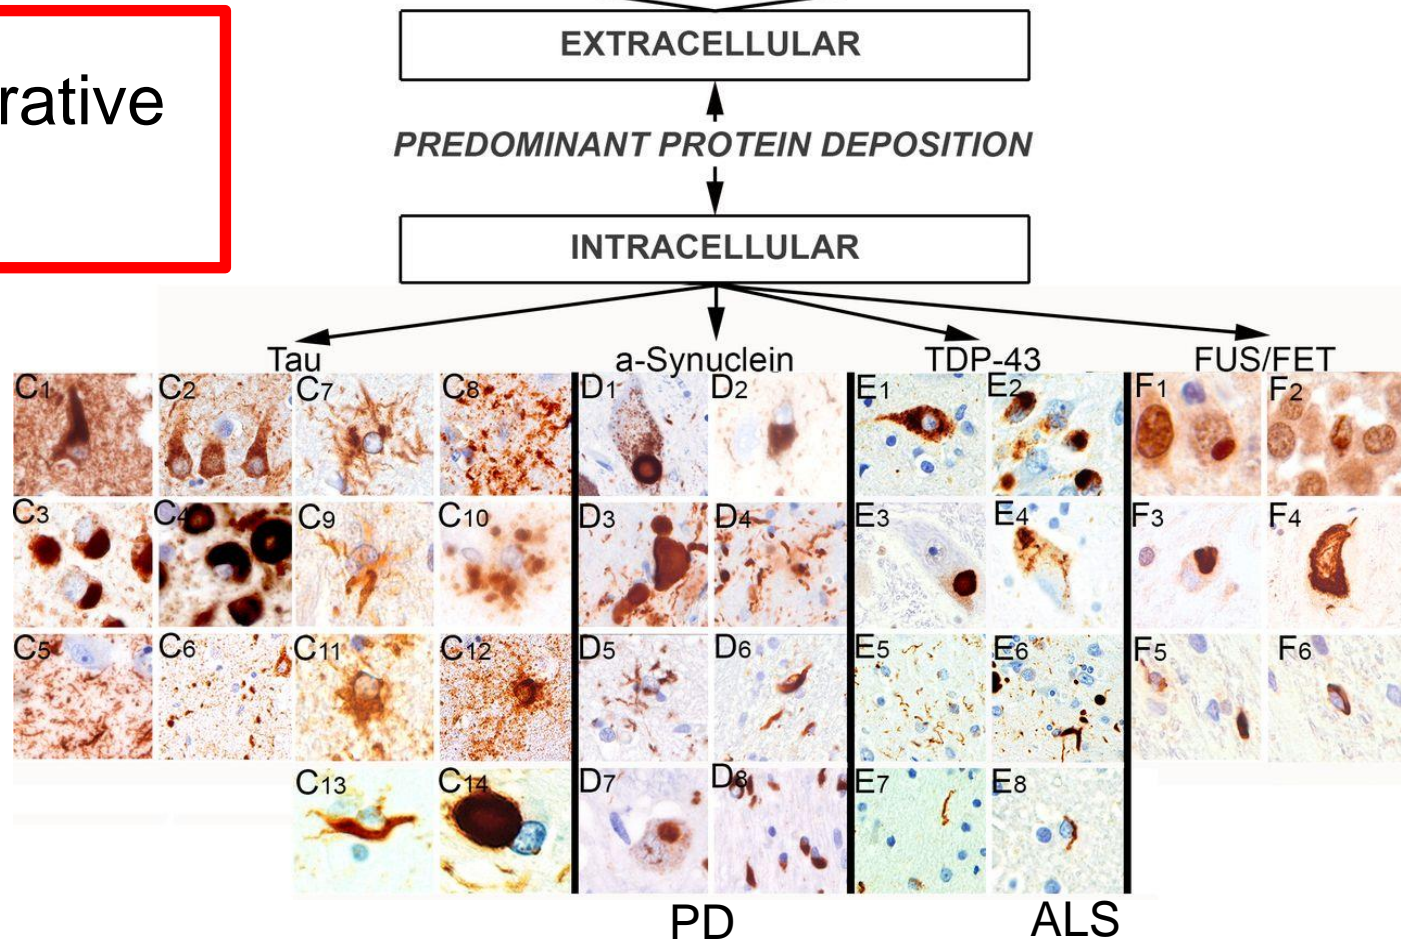 rative
EXTRACELLULAR
PREDOMINANT PROTEIN DEPOSITION
INTRACELLULAR
Tau a-Synuclein TDP-43 FUS/FET
C1 C2 C7 C8 D1 D2 E1 E2 F1 F2
C3 C4 C9 C10 D3 D4 E3 E4 F3 F4
C5 C6 C11 C12 D5 D6 E5 E6 F5 F6
C13 C14 D7 D8 E7 E8
PD ALS